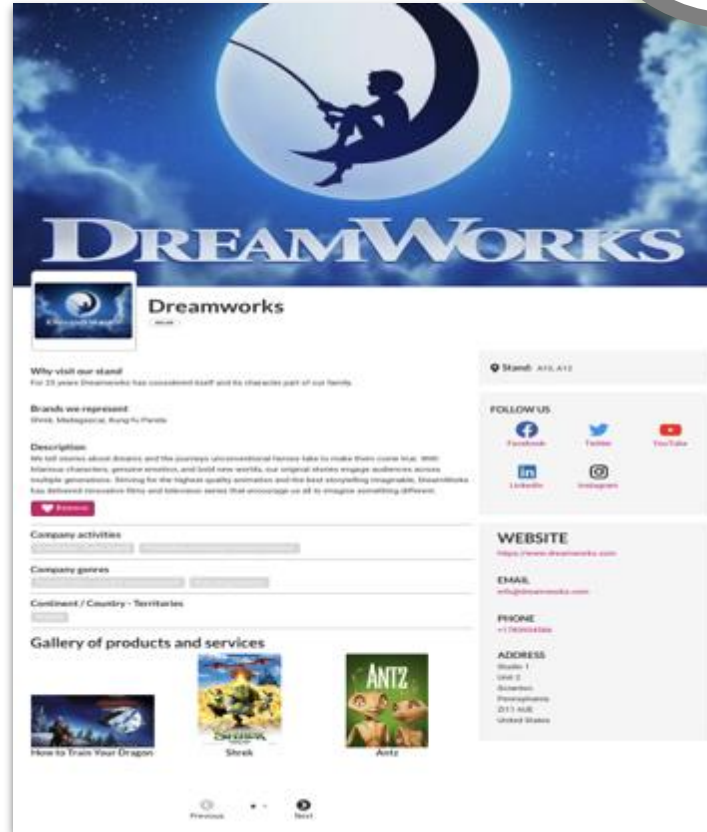 DREAMWORKS
Dreamworks
Why visit our stand
For 25 years Dreamworks has considered itself and its character part of our family.
Brands we represent
Shrek, Madagascar, Kung Fu Panda
Description
We tell stories about dreams and the journeys unconventional heroes take to make them come true. With
hilarious characters, genuine emotion, and bold new worlds, our original stories engage audiences across
multiple generations. Striving for the highest quality animation and the best storytelling imaginable, DreamWorks
has delivered innovative films and television series that encourage us all to imagine something different.
Remove
Company activities
Company genres
Continent / Country - Territories
Gallery of products and services
ANTZ
How to Train Your Dragon
Shrek
Antz
Previous
Next
Stand: A10, A12
FOLLOW US
Facebook
Twitter
YouTube
LinkedIn
Instagram
WEBSITE
https://www.dreamworks.com
EMAIL
info@dreamworks.com
PHONE
ADDRESS
Studio 1
Unit 2
Scranton
Pennsylvania
United States